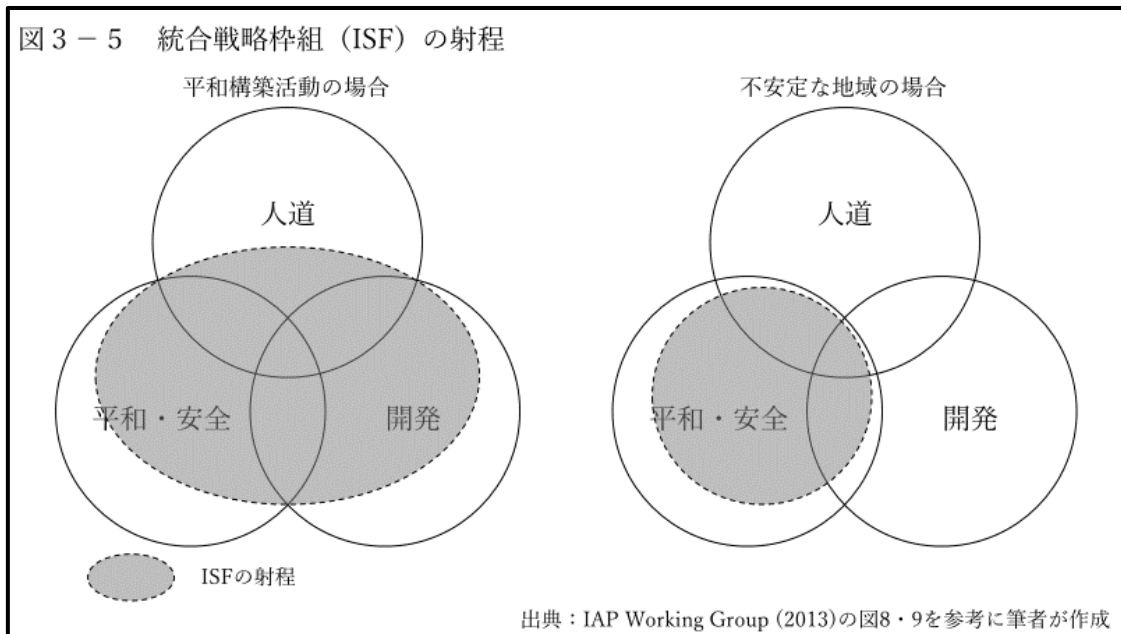 図３－５　統合戦略枠組（ISF）の射程
平和構築活動の場合
人道
平和・安全
開発
不安定な地域の場合
人道
平和・安全
開発
ISFの射程
出典：IAP Working Group (2013)の図8・9を参考に筆者が作成